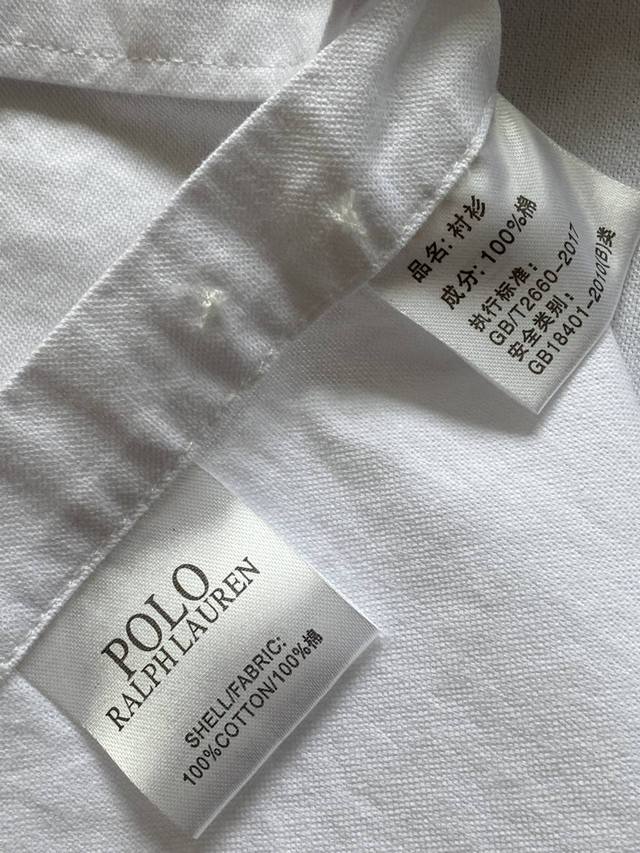 POLO
RALPH LAUREN
SHELL/FABRIC:
100%COTTON/100%棉
品名: 衬衫
成分: 100%棉
执行标准:
GB/T2660-2017
安全类别:
GB18401-2010(B)类